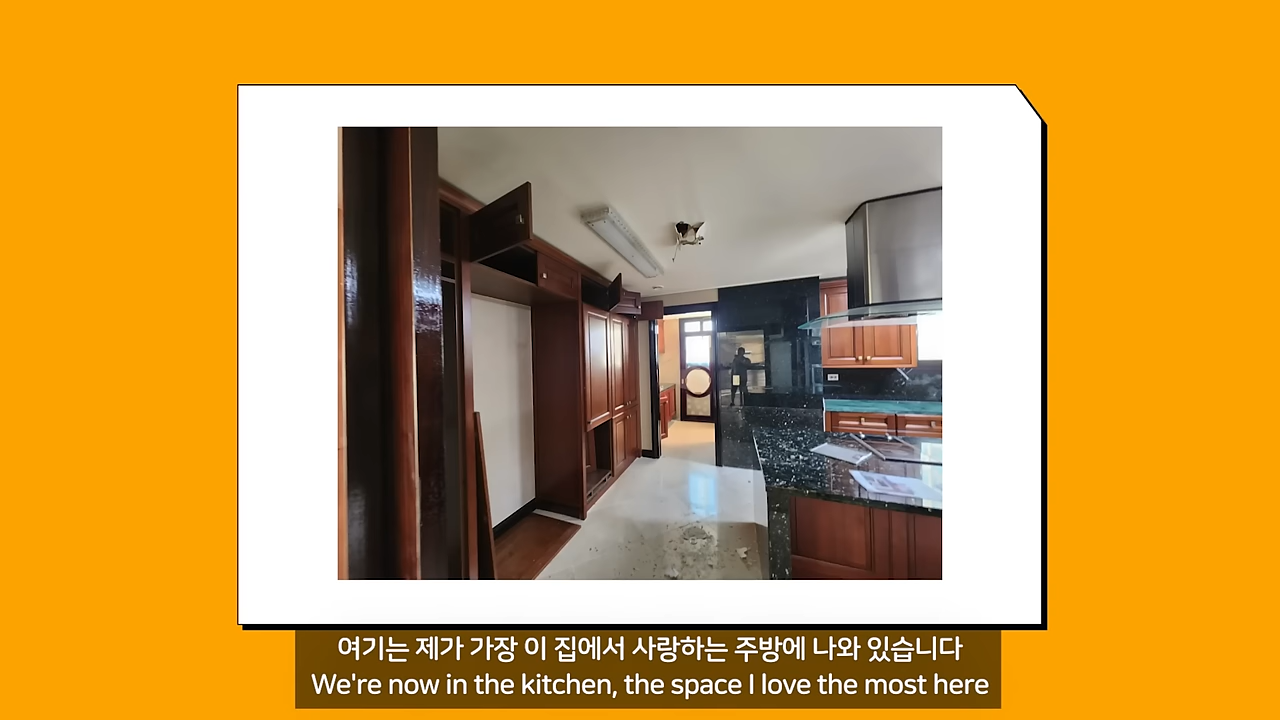 여기는 제가 가장 이 집에서 사랑하는 주방에 나와 있습니다
We're now in the kitchen, the space I love the most here